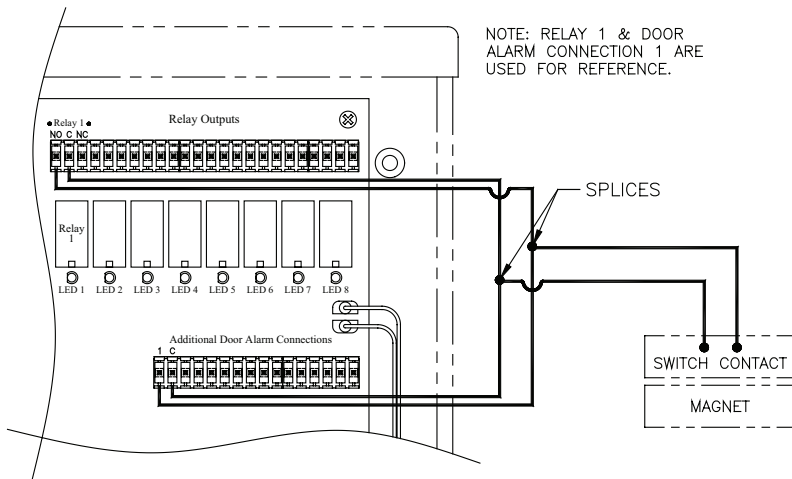 NOTE: RELAY 1 & DOOR
ALARM CONNECTION 1 ARE
USED FOR REFERENCE.
Relay 1
Relay Outputs
NO C NC
SPLICES
Relay
1
LED 1 LED 2 LED 3 LED 4 LED 5 LED 6 LED 7 LED 8
Additional Door Alarm Connections
1 C
SWITCH CONTACT
MAGNET